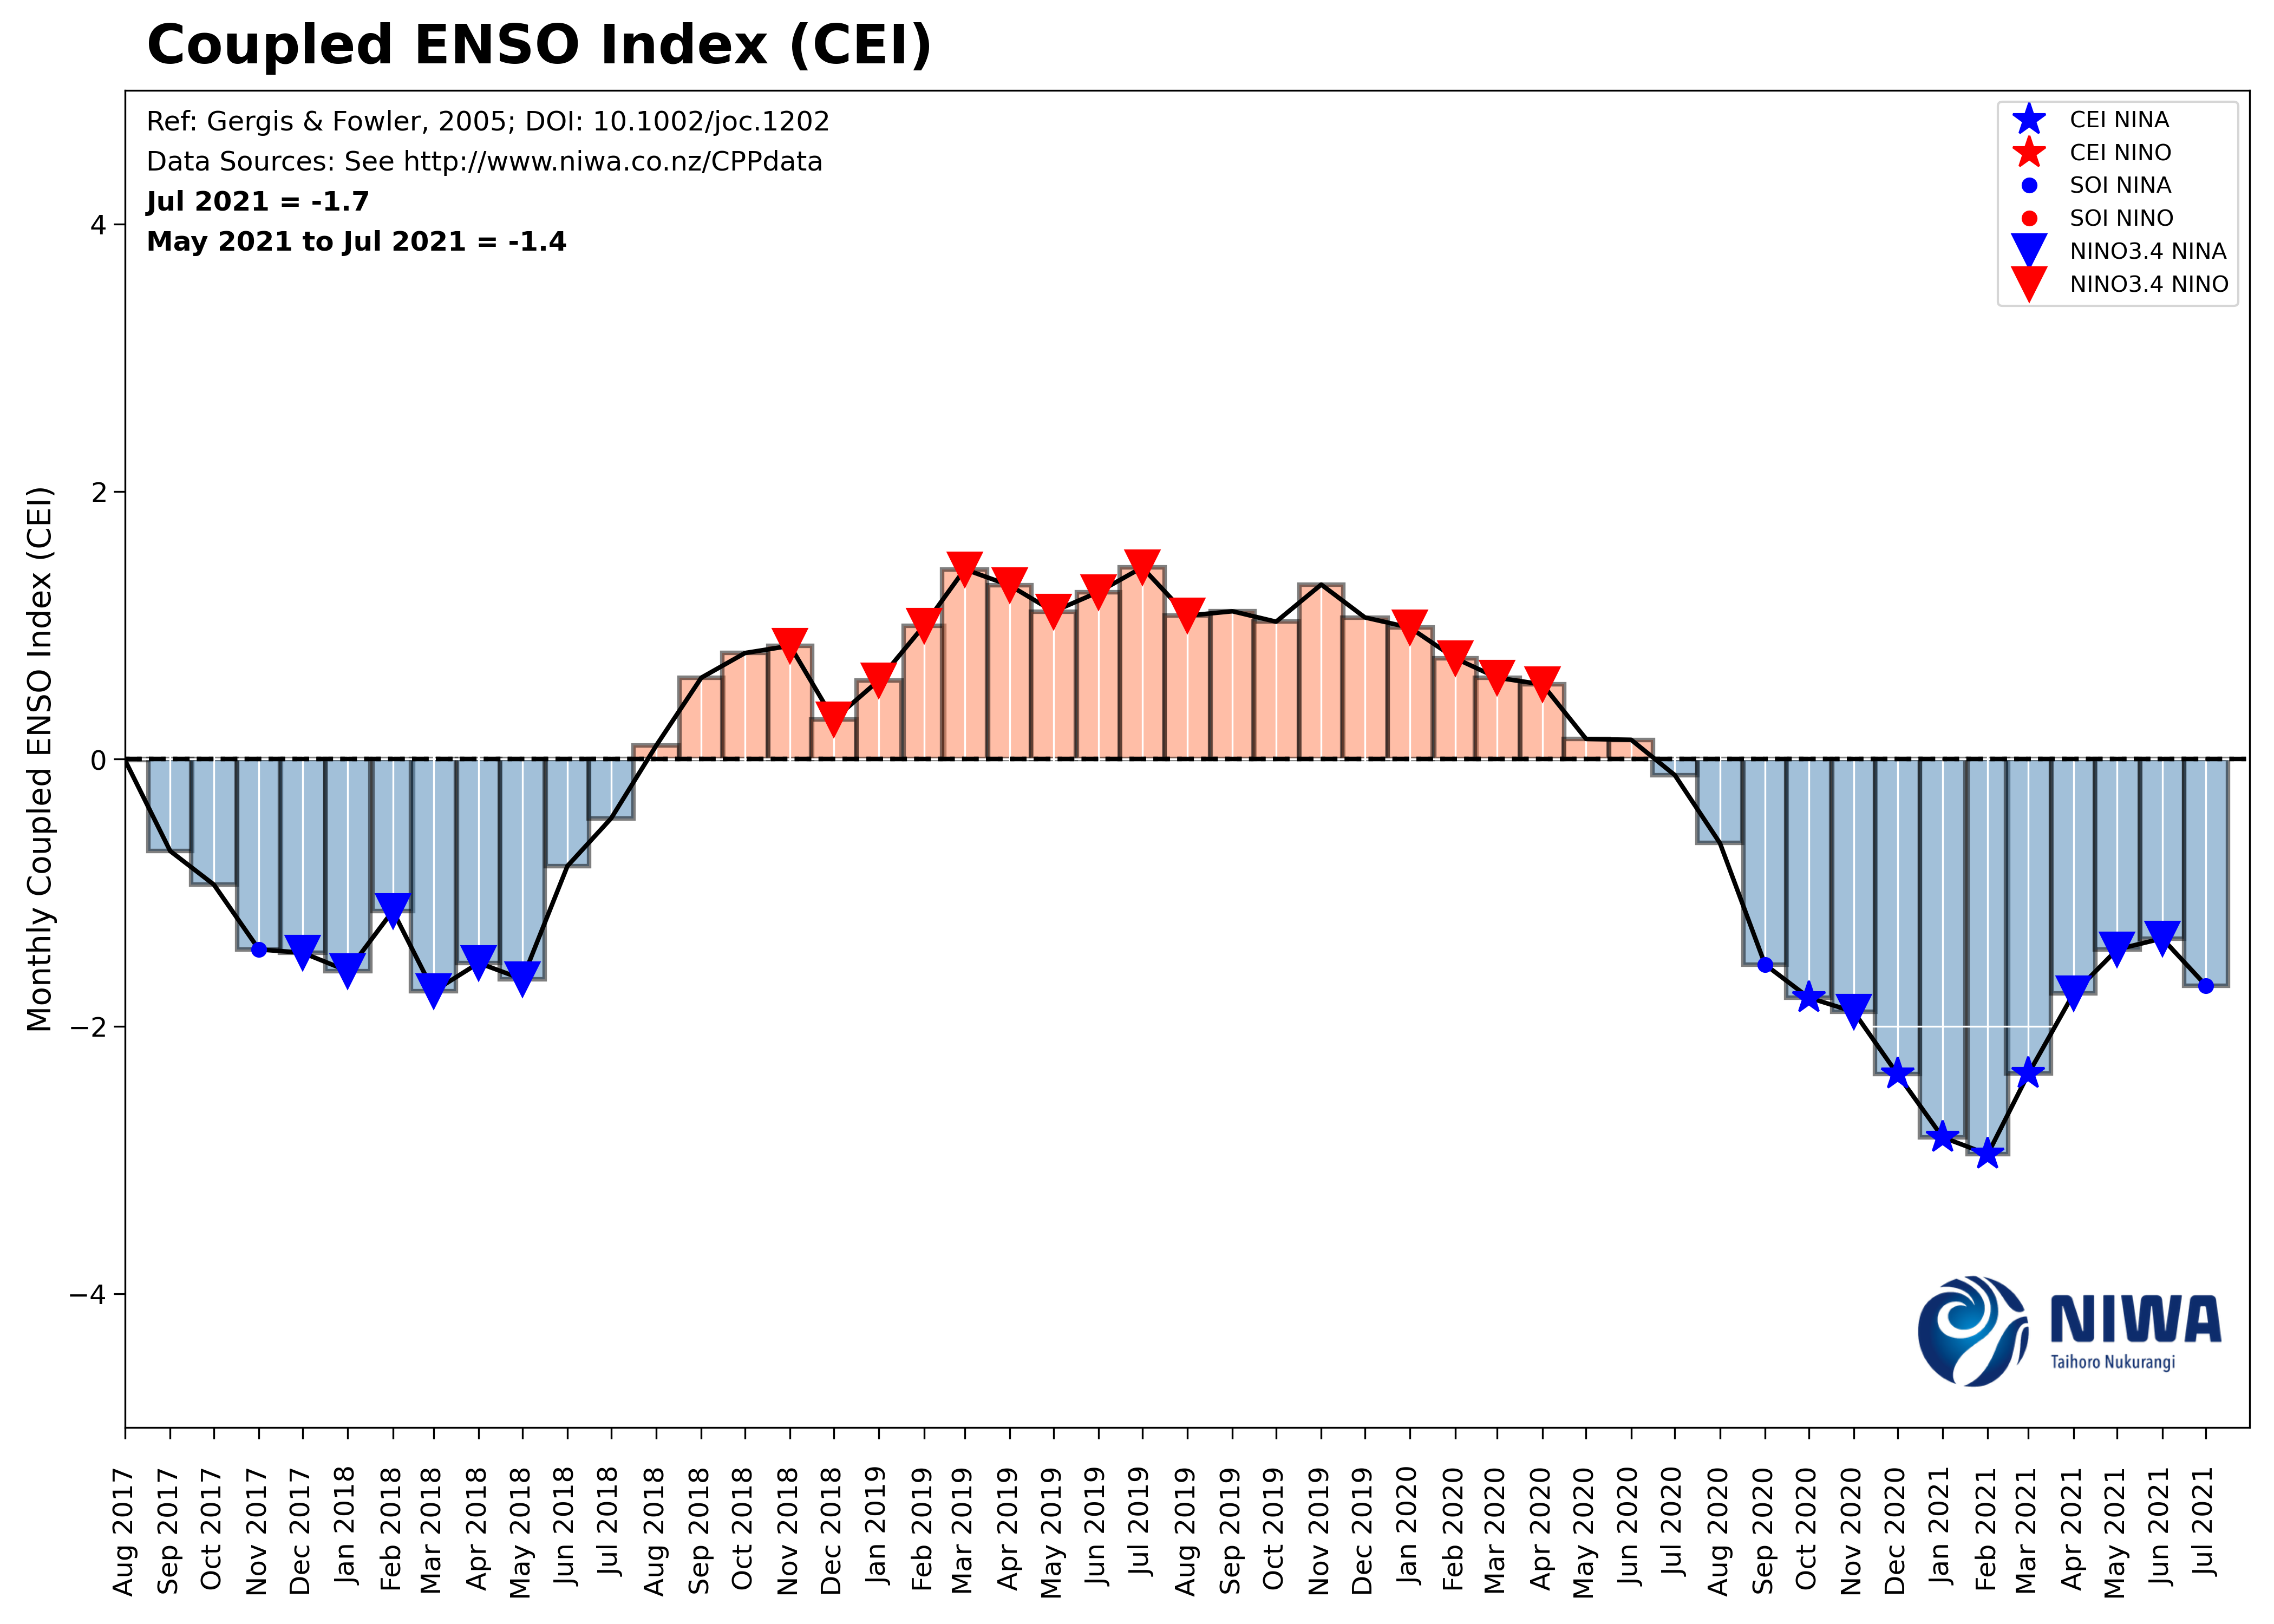 Coupled ENSO Index (CEI)
Ref: Gergis & Fowler, 2005; DOI: 10.1002/joc.1202
Data Sources: See http://www.niwa.co.nz/CPPdata
Jul 2021 = -1.7
May 2021 to Jul 2021 = -1.4
CEI NINA
CEI NINO
SOI NINA
SOI NINO
NINO3.4 NINA
NINO3.4 NINO
Monthly Coupled ENSO Index (CEI)
4
2
0
−2
−4
NIWA
Taihoro Nukurangi
Aug 2017
Sep 2017
Oct 2017
Nov 2017
Dec 2017
Jan 2018
Feb 2018
Mar 2018
Apr 2018
May 2018
Jun 2018
Jul 2018
Aug 2018
Sep 2018
Oct 2018
Nov 2018
Dec 2018
Jan 2019
Feb 2019
Mar 2019
Apr 2019
May 2019
Jun 2019
Jul 2019
Aug 2019
Sep 2019
Oct 2019
Nov 2019
Dec 2019
Jan 2020
Feb 2020
Mar 2020
Apr 2020
May 2020
Jun 2020
Jul 2020
Aug 2020
Sep 2020
Oct 2020
Nov 2020
Dec 2020
Jan 2021
Feb 2021
Mar 2021
Apr 2021
May 2021
Jun 2021
Jul 2021